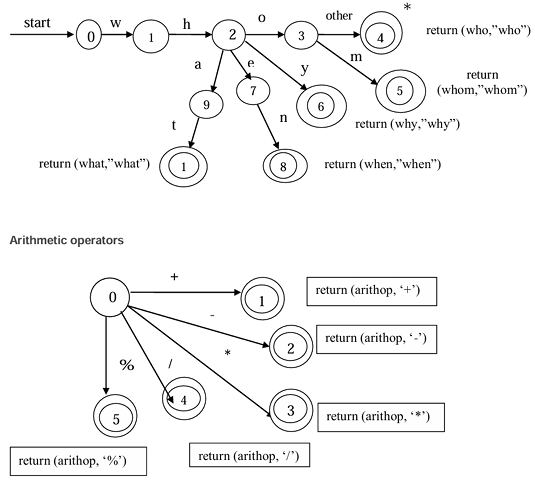 start
w
h
o
other
*
0
1
2
3
4
return (who,"who")
a
e
y
m
return
(whom,"whom")
5
9
7
6
return (why,"why")
t
n
return (what,"what")
1
8
return (when,"when")
Arithmetic operators
+
0
1
return (arithop, ‘+’)
-
2
return (arithop, ‘-’)
*
%
/
5
4
3
return (arithop, ‘*’)
return (arithop, ‘%’)
return (arithop, ‘/’)